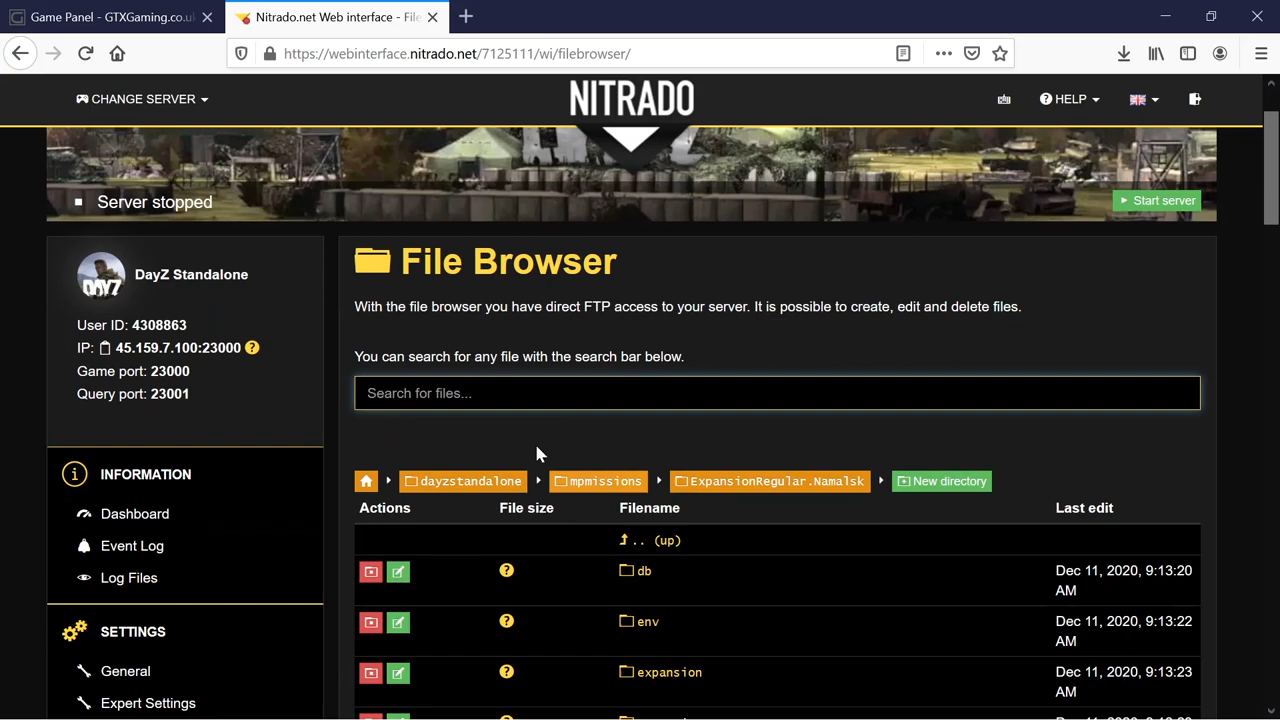 Game Panel - GTXGaming.co.u
Nitrado.net Web interface - File
https://webinterface.nitrado.net/7125111/wi/filebrowser/
CHANGE SERVER
NITRADO
HELP
Server stopped
Start server
DayZ Standalone
DAYZ
User ID: 4308863
IP: 45.159.7.100:23000
Game port: 23000
Query port: 23001
INFORMATION
Dashboard
Event Log
Log Files
SETTINGS
General
Expert Settings
File Browser
With the file browser you have direct FTP access to your server. It is possible to create, edit and delete files.
You can search for any file with the search bar below.
Search for files...
dayzstandalone mpmissions ExpansionRegular.Namalsk New directory
Actions File size Filename Last edit
.. (up)
? db Dec 11, 2020, 9:13:20 AM
? env Dec 11, 2020, 9:13:22 AM
? expansion Dec 11, 2020, 9:13:23 AM